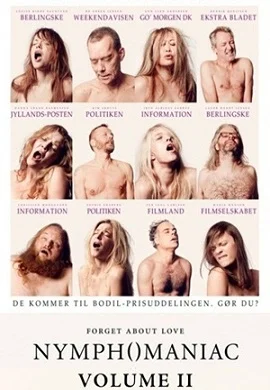 BERLINGSKE WEEKENDAVISEN GO' MORGEN DK EKSTRA BLADET
JYLLANDS-POSTEN POLITIKEN INFORMATION BERLINGSKE
INFORMATION POLITIKEN FILMLAND FILMSELSKABET
DE KOMMER TIL BODIL-PRISUDDELINGEN. GØR DU?
FORGET ABOUT LOVE
NYMPH()MANIAC
VOLUME II